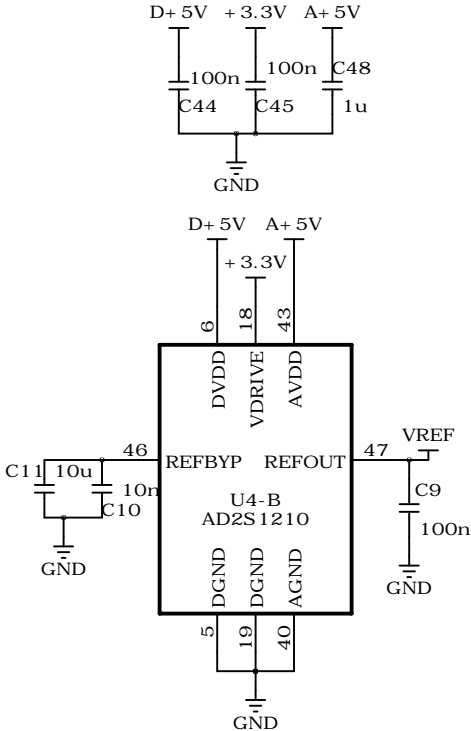 D+5V +3.3V A+5V
100n 100n C48
C44 C45 1u
GND
D+5V A+5V
+3.3V
6 18 43
DVDD VDRIVE AVDD
46 REFBYP REFOUT 47 VREF
C11 10u 10n C10
C9 100n
U4-B
AD2S1210
GND GND
DGND DGND AGND
5 19 40
GND